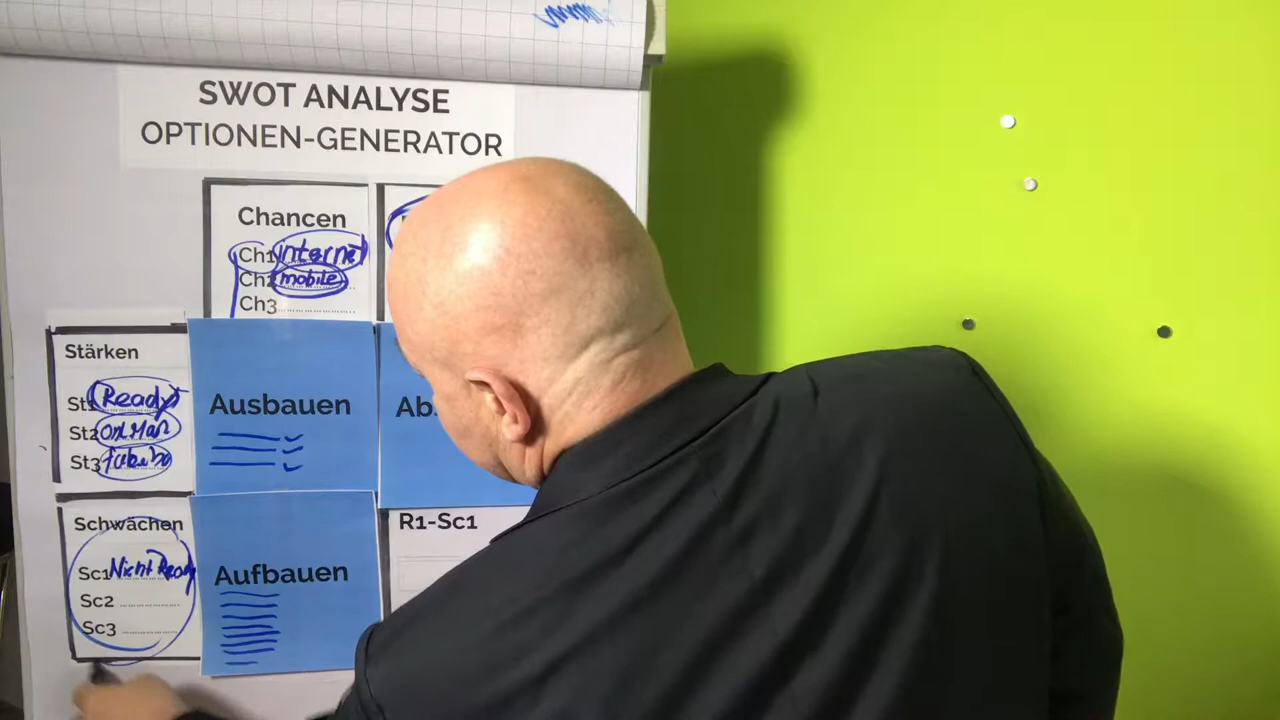 SWOT ANALYSE
OPTIONEN-GENERATOR
Chancen
Ch1 internet
Ch2 mobile
Ch3
Stärken
St1 Ready
St2
St3
Ausbauen
Schwächen
Sc1 Nicht Ready
Sc2
Sc3
Aufbauen
R1-Sc1